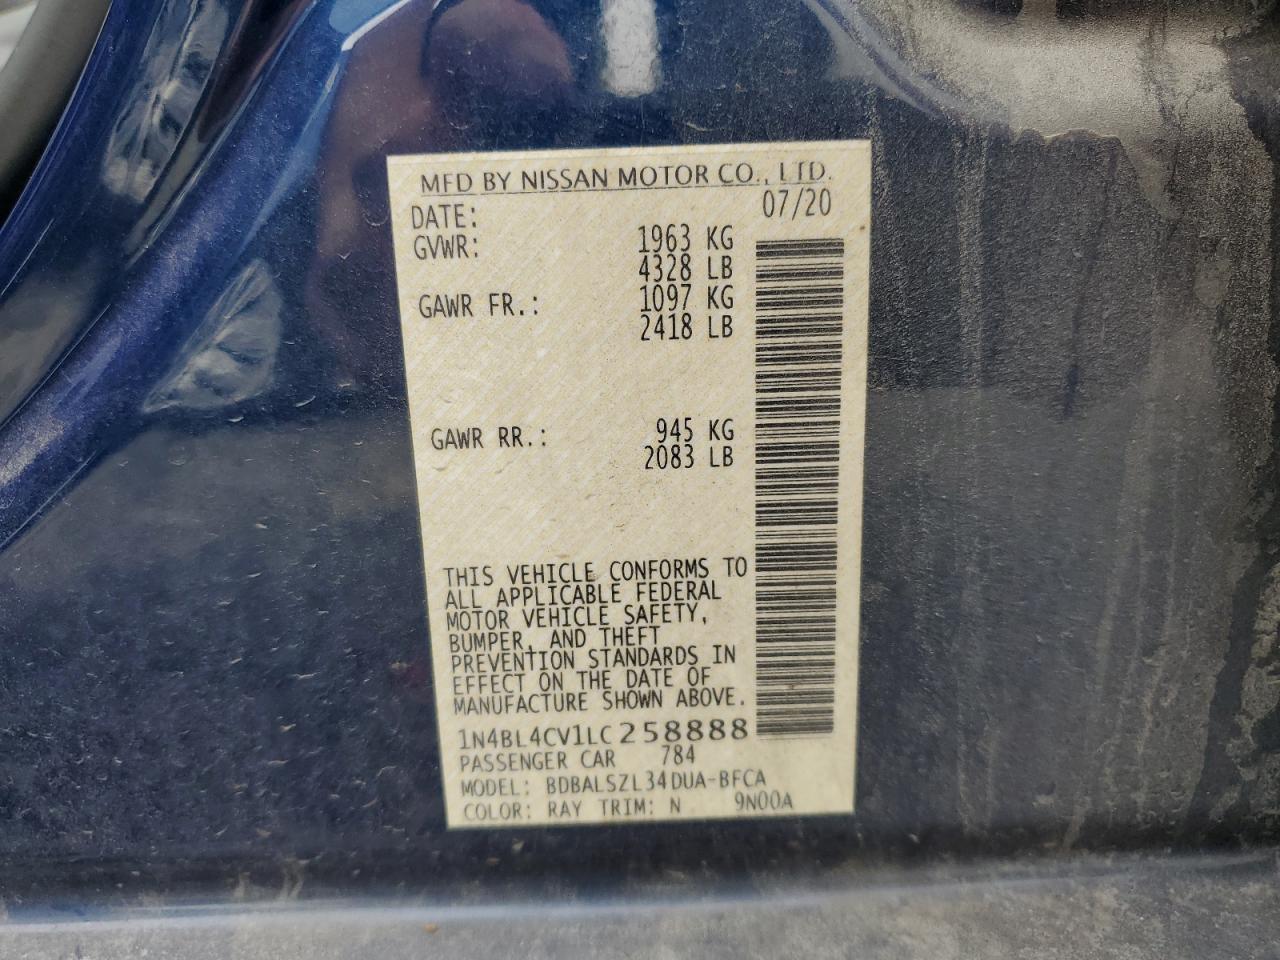 MFD BY NISSAN MOTOR CO., LTD.
DATE: 07/20
GVWR: 1963 KG
4328 LB
GAWR FR.: 1097 KG
2418 LB
GAWR RR.: 945 KG
2083 LB
THIS VEHICLE CONFORMS TO
ALL APPLICABLE FEDERAL
MOTOR VEHICLE SAFETY,
BUMPER, AND THEFT
PREVENTION STANDARDS IN
EFFECT ON THE DATE OF
MANUFACTURE SHOWN ABOVE.
1N4BL4CV1LC258888
PASSENGER CAR 784
MODEL: BDBALSZL34DUA-BFCA
COLOR: RAY TRIM: N 9N00A